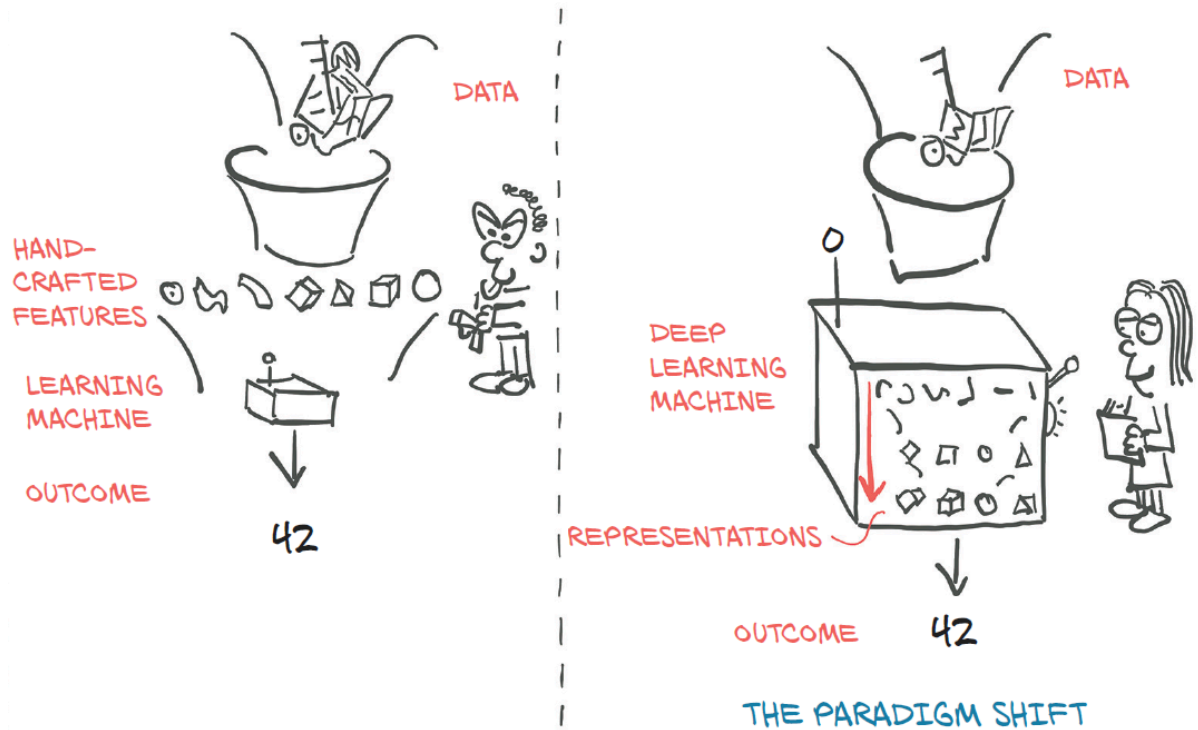 DATA
HAND-
CRAFTED
FEATURES
LEARNING
MACHINE
OUTCOME
42
DATA
DEEP
LEARNING
MACHINE
REPRESENTATIONS
OUTCOME
42
THE PARADIGM SHIFT